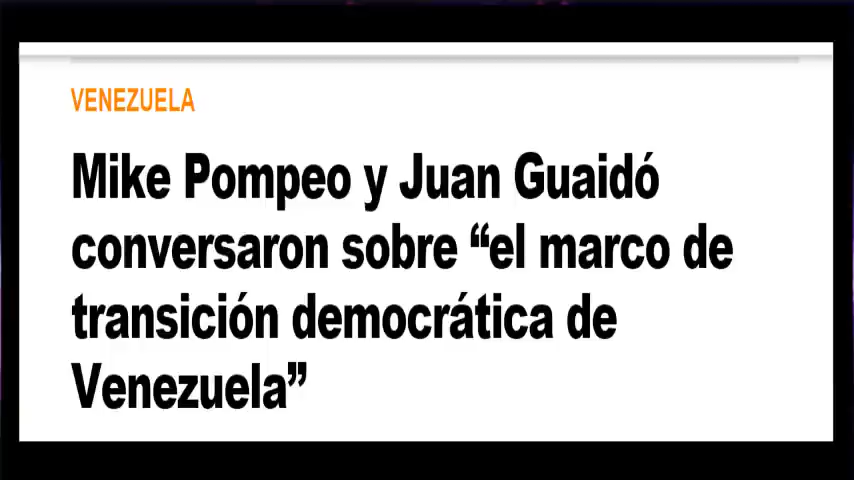 VENEZUELA
Mike Pompeo y Juan Guaidó
conversaron sobre “el marco de
transición democrática de
Venezuela”